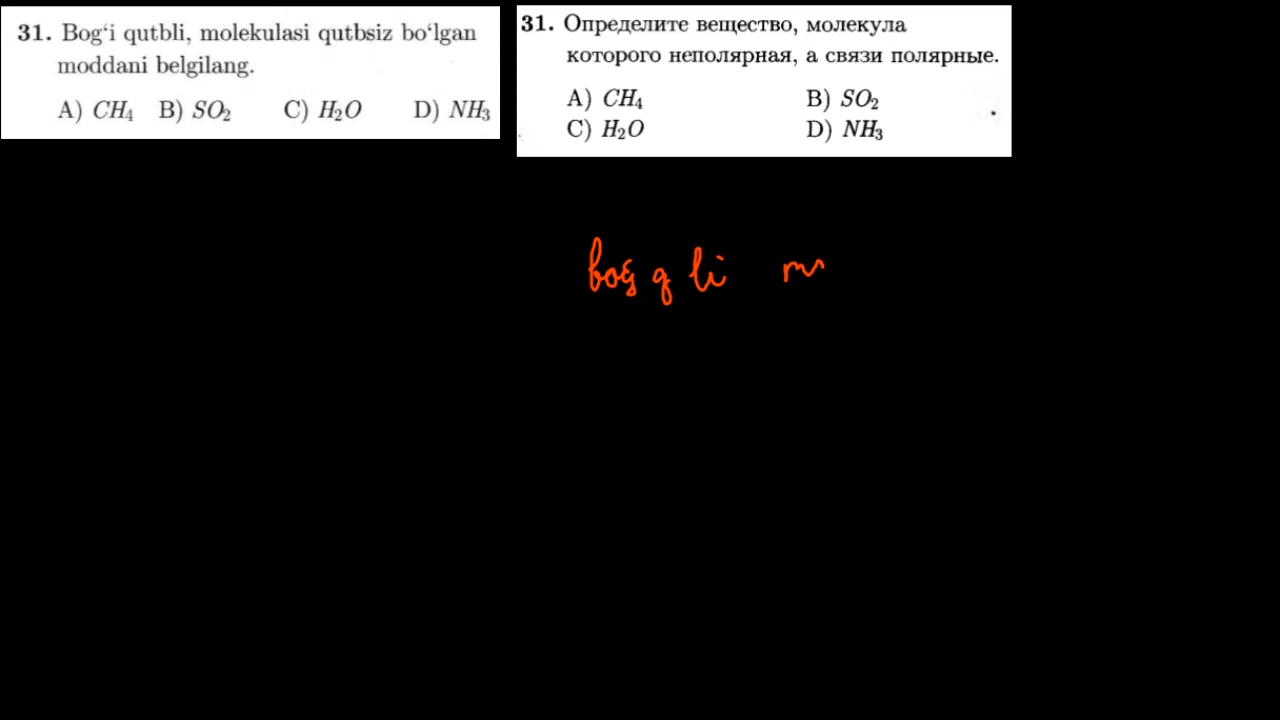 31. Bog‘i qutbli, molekulasi qutbsiz bo‘lgan
moddani belgilang.
A) CH₄ B) SO₂ C) H₂O D) NH₃
31. Определите вещество, молекула
которого неполярная, а связи полярные.
A) CH₄ B) SO₂
C) H₂O D) NH₃
bog‘ q li m